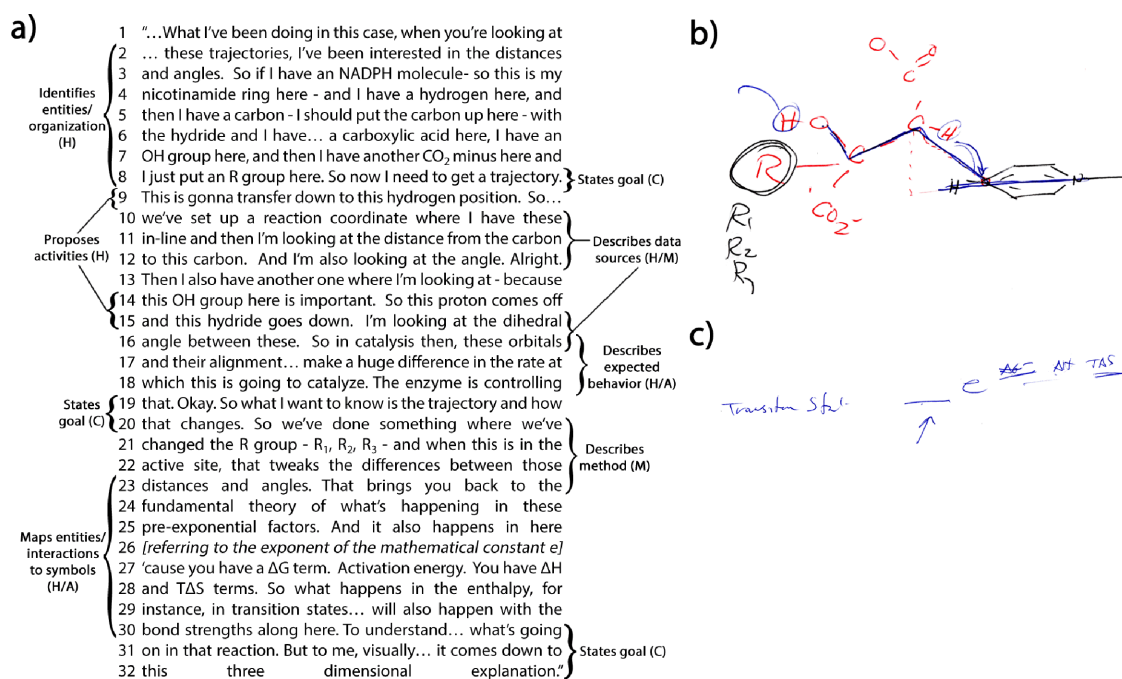 a)
1 "…What I've been doing in this case, when you're looking at
2 … these trajectories, I've been interested in the distances
3 and angles. So if I have an NADPH molecule- so this is my
4 nicotinamide ring here - and I have a hydrogen here, and
5 then I have a carbon - I should put the carbon up here - with
6 the hydride and I have… a carboxylic acid here, I have an
7 OH group here, and then I have another CO2 minus here and
8 I just put an R group here. So now I need to get a trajectory.
9 This is gonna transfer down to this hydrogen position. So…
10 we've set up a reaction coordinate where I have these
11 in-line and then I'm looking at the distance from the carbon
12 to this carbon. And I'm also looking at the angle. Alright.
13 Then I also have another one where I'm looking at - because
14 this OH group here is important. So this proton comes off
15 and this hydride goes down. I'm looking at the dihedral
16 angle between these. So in catalysis then, these orbitals
17 and their alignment… make a huge difference in the rate at
18 which this is going to catalyze. The enzyme is controlling
19 that. Okay. So what I want to know is the trajectory and how
20 that changes. So we've done something where we've
21 changed the R group - R1, R2, R3 - and when this is in the
22 active site, that tweaks the differences between those
23 distances and angles. That brings you back to the
24 fundamental theory of what's happening in these
25 pre-exponential factors. And it also happens in here
26 [referring to the exponent of the mathematical constant e]
27 'cause you have a ΔG term. Activation energy. You have ΔH
28 and TΔS terms. So what happens in the enthalpy, for
29 instance, in transition states… will also happen with the
30 bond strengths along here. To understand… what's going
31 on in that reaction. But to me, visually… it comes down to
32 this three dimensional explanation."
Identifies
entities/
organization
(H)
Proposes
activities (H)
States
goal (C)
Maps entities/
interactions
to symbols
(H/A)
States goal (C)
Describes data
sources (H/M)
Describes
expected
behavior (H/A)
Describes
method (M)
States goal (C)
b)
O O
C
H O C H
R C
CO2-
H N
R1
R2
c)
e ΔG ΔH TΔS